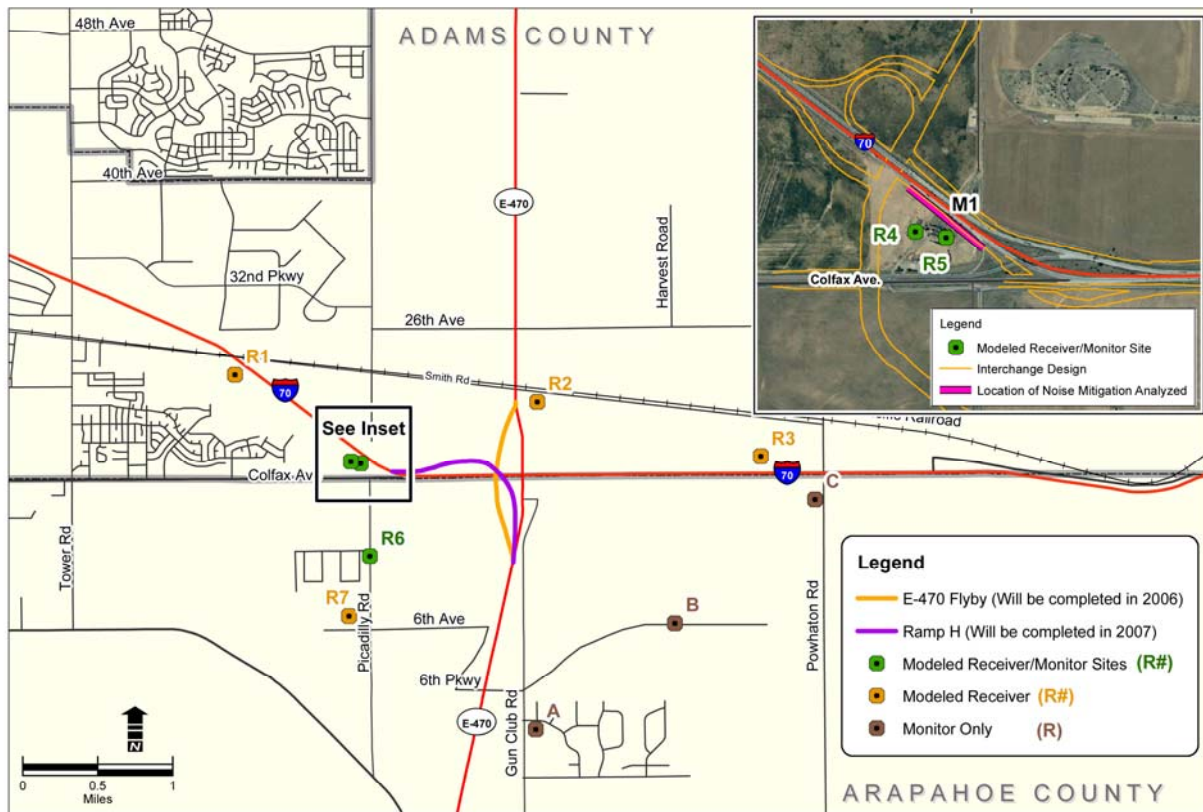 48th Ave
ADAMS COUNTY
40th Ave
E-470
32nd Pkwy
Harvest Road
26th Ave
R1
Smith Rd
70
R2
See Inset
R3
Railroad
Colfax Av
70
C
Tower Rd
R6
R7
Picadilly Rd
6th Ave
B
Powhaton Rd
6th Pkwy
E-470
Gun Club Rd
A
N
0 0.5 1
Miles
ARAPAHOE COUNTY
70
M1
R4
R5
Colfax Ave.
Legend
Modeled Receiver/Monitor Site
Interchange Design
Location of Noise Mitigation Analyzed
Legend
E-470 Flyby (Will be completed in 2006)
Ramp H (Will be completed in 2007)
Modeled Receiver/Monitor Sites (R#)
Modeled Receiver (R#)
Monitor Only (R)